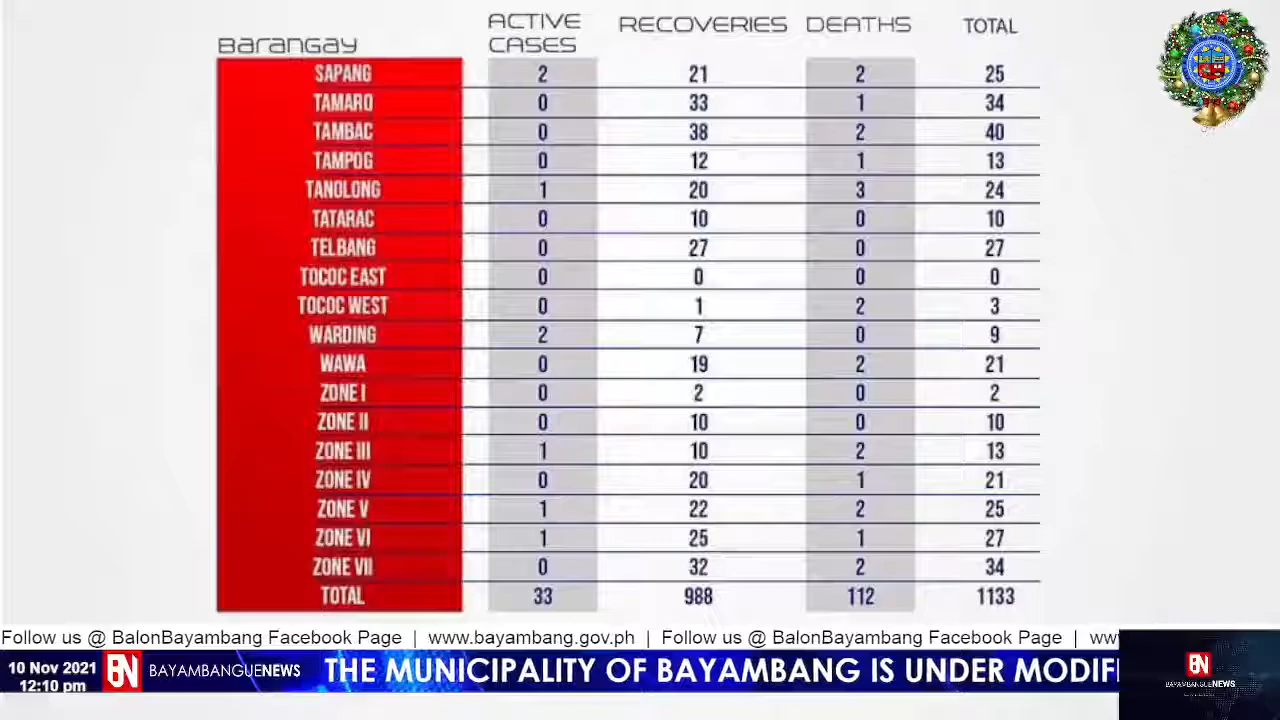 ACTIVE CASES RECOVERIES DEATHS TOTAL
Barangay
SAPANG 2 21 2 25
TAMARO 0 33 1 34
TAMBAC 0 38 2 40
TAMPOG 0 12 1 13
TANOLONG 1 20 3 24
TATARAC 0 10 0 10
TELBANG 0 27 0 27
TOCOC EAST 0 0 0 0
TOCOC WEST 0 1 2 3
WARDING 2 7 0 9
WAWA 0 19 2 21
ZONE I 0 2 0 2
ZONE II 0 10 0 10
ZONE III 1 10 2 13
ZONE IV 0 20 1 21
ZONE V 1 22 2 25
ZONE VI 1 25 1 27
ZONE VII 0 32 2 34
TOTAL 33 988 112 1133
Follow us @ BalonBayambang Facebook Page | www.bayambang.gov.ph | Follow us @ BalonBayambang Facebook Page | ww
10 Nov 2021
12:10 pm
BN BAYAMBANGUENEWS
THE MUNICIPALITY OF BAYAMBANG IS UNDER MODIF
BN
BAYAMBANGUENEWS